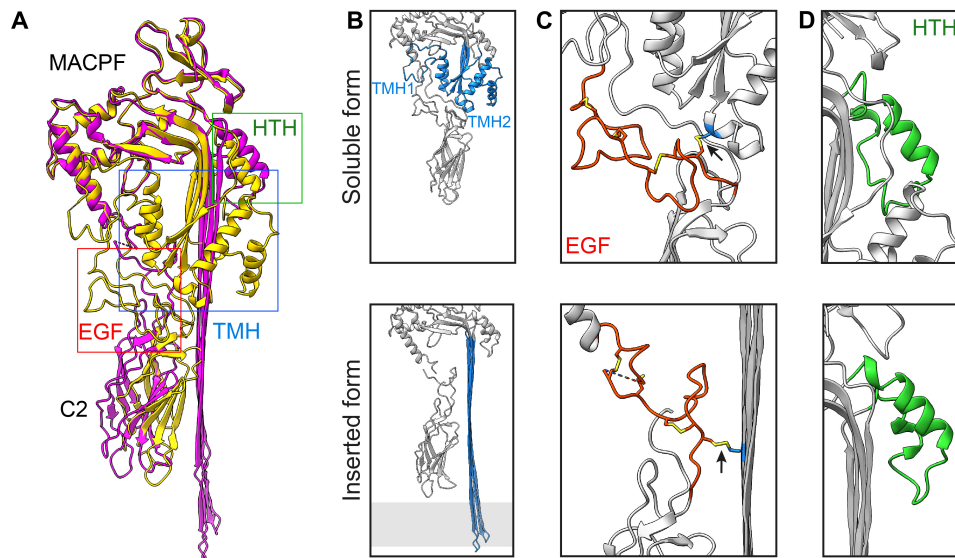 A
MACPF
HTH
EGF
TMH
C2
B
Soluble form
TMH1
TMH2
Inserted form
C
EGF
D
HTH